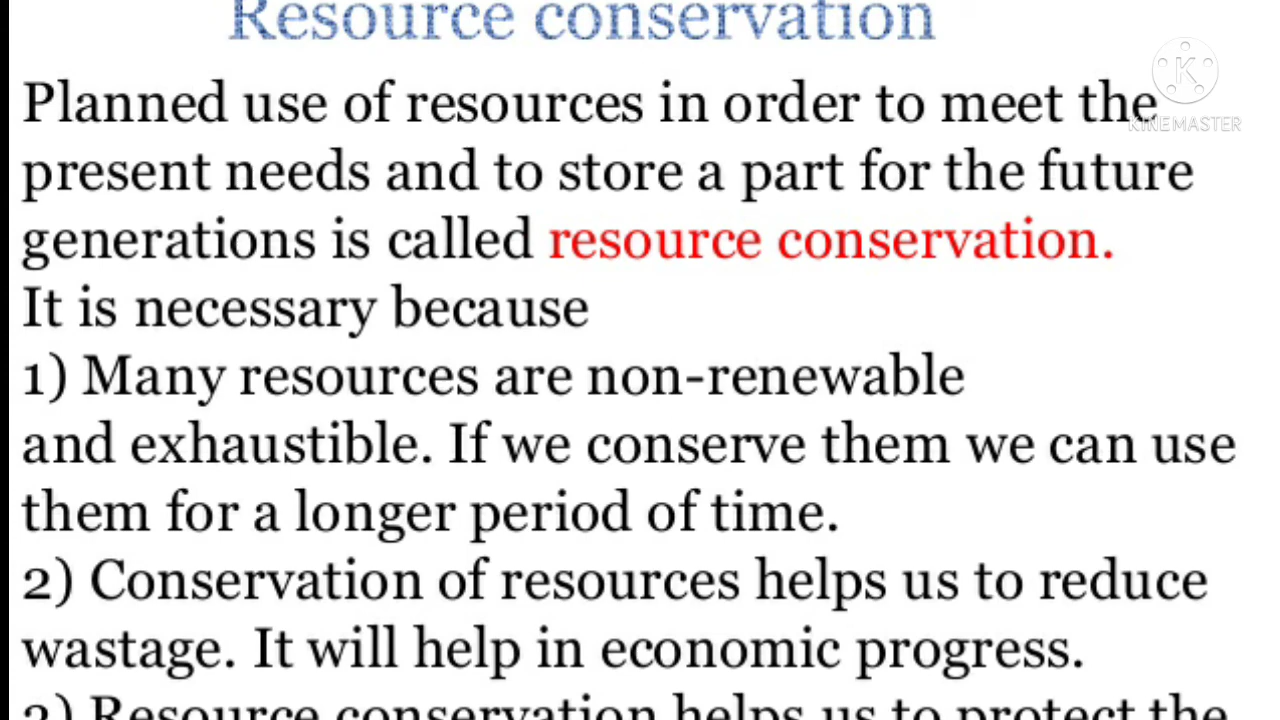 Resource conservation
Planned use of resources in order to meet the
present needs and to store a part for the future
generations is called resource conservation.
It is necessary because
1) Many resources are non-renewable
and exhaustible. If we conserve them we can use
them for a longer period of time.
2) Conservation of resources helps us to reduce
wastage. It will help in economic progress.
3) Resource conservation helps us to protect the
K
KINEMASTER